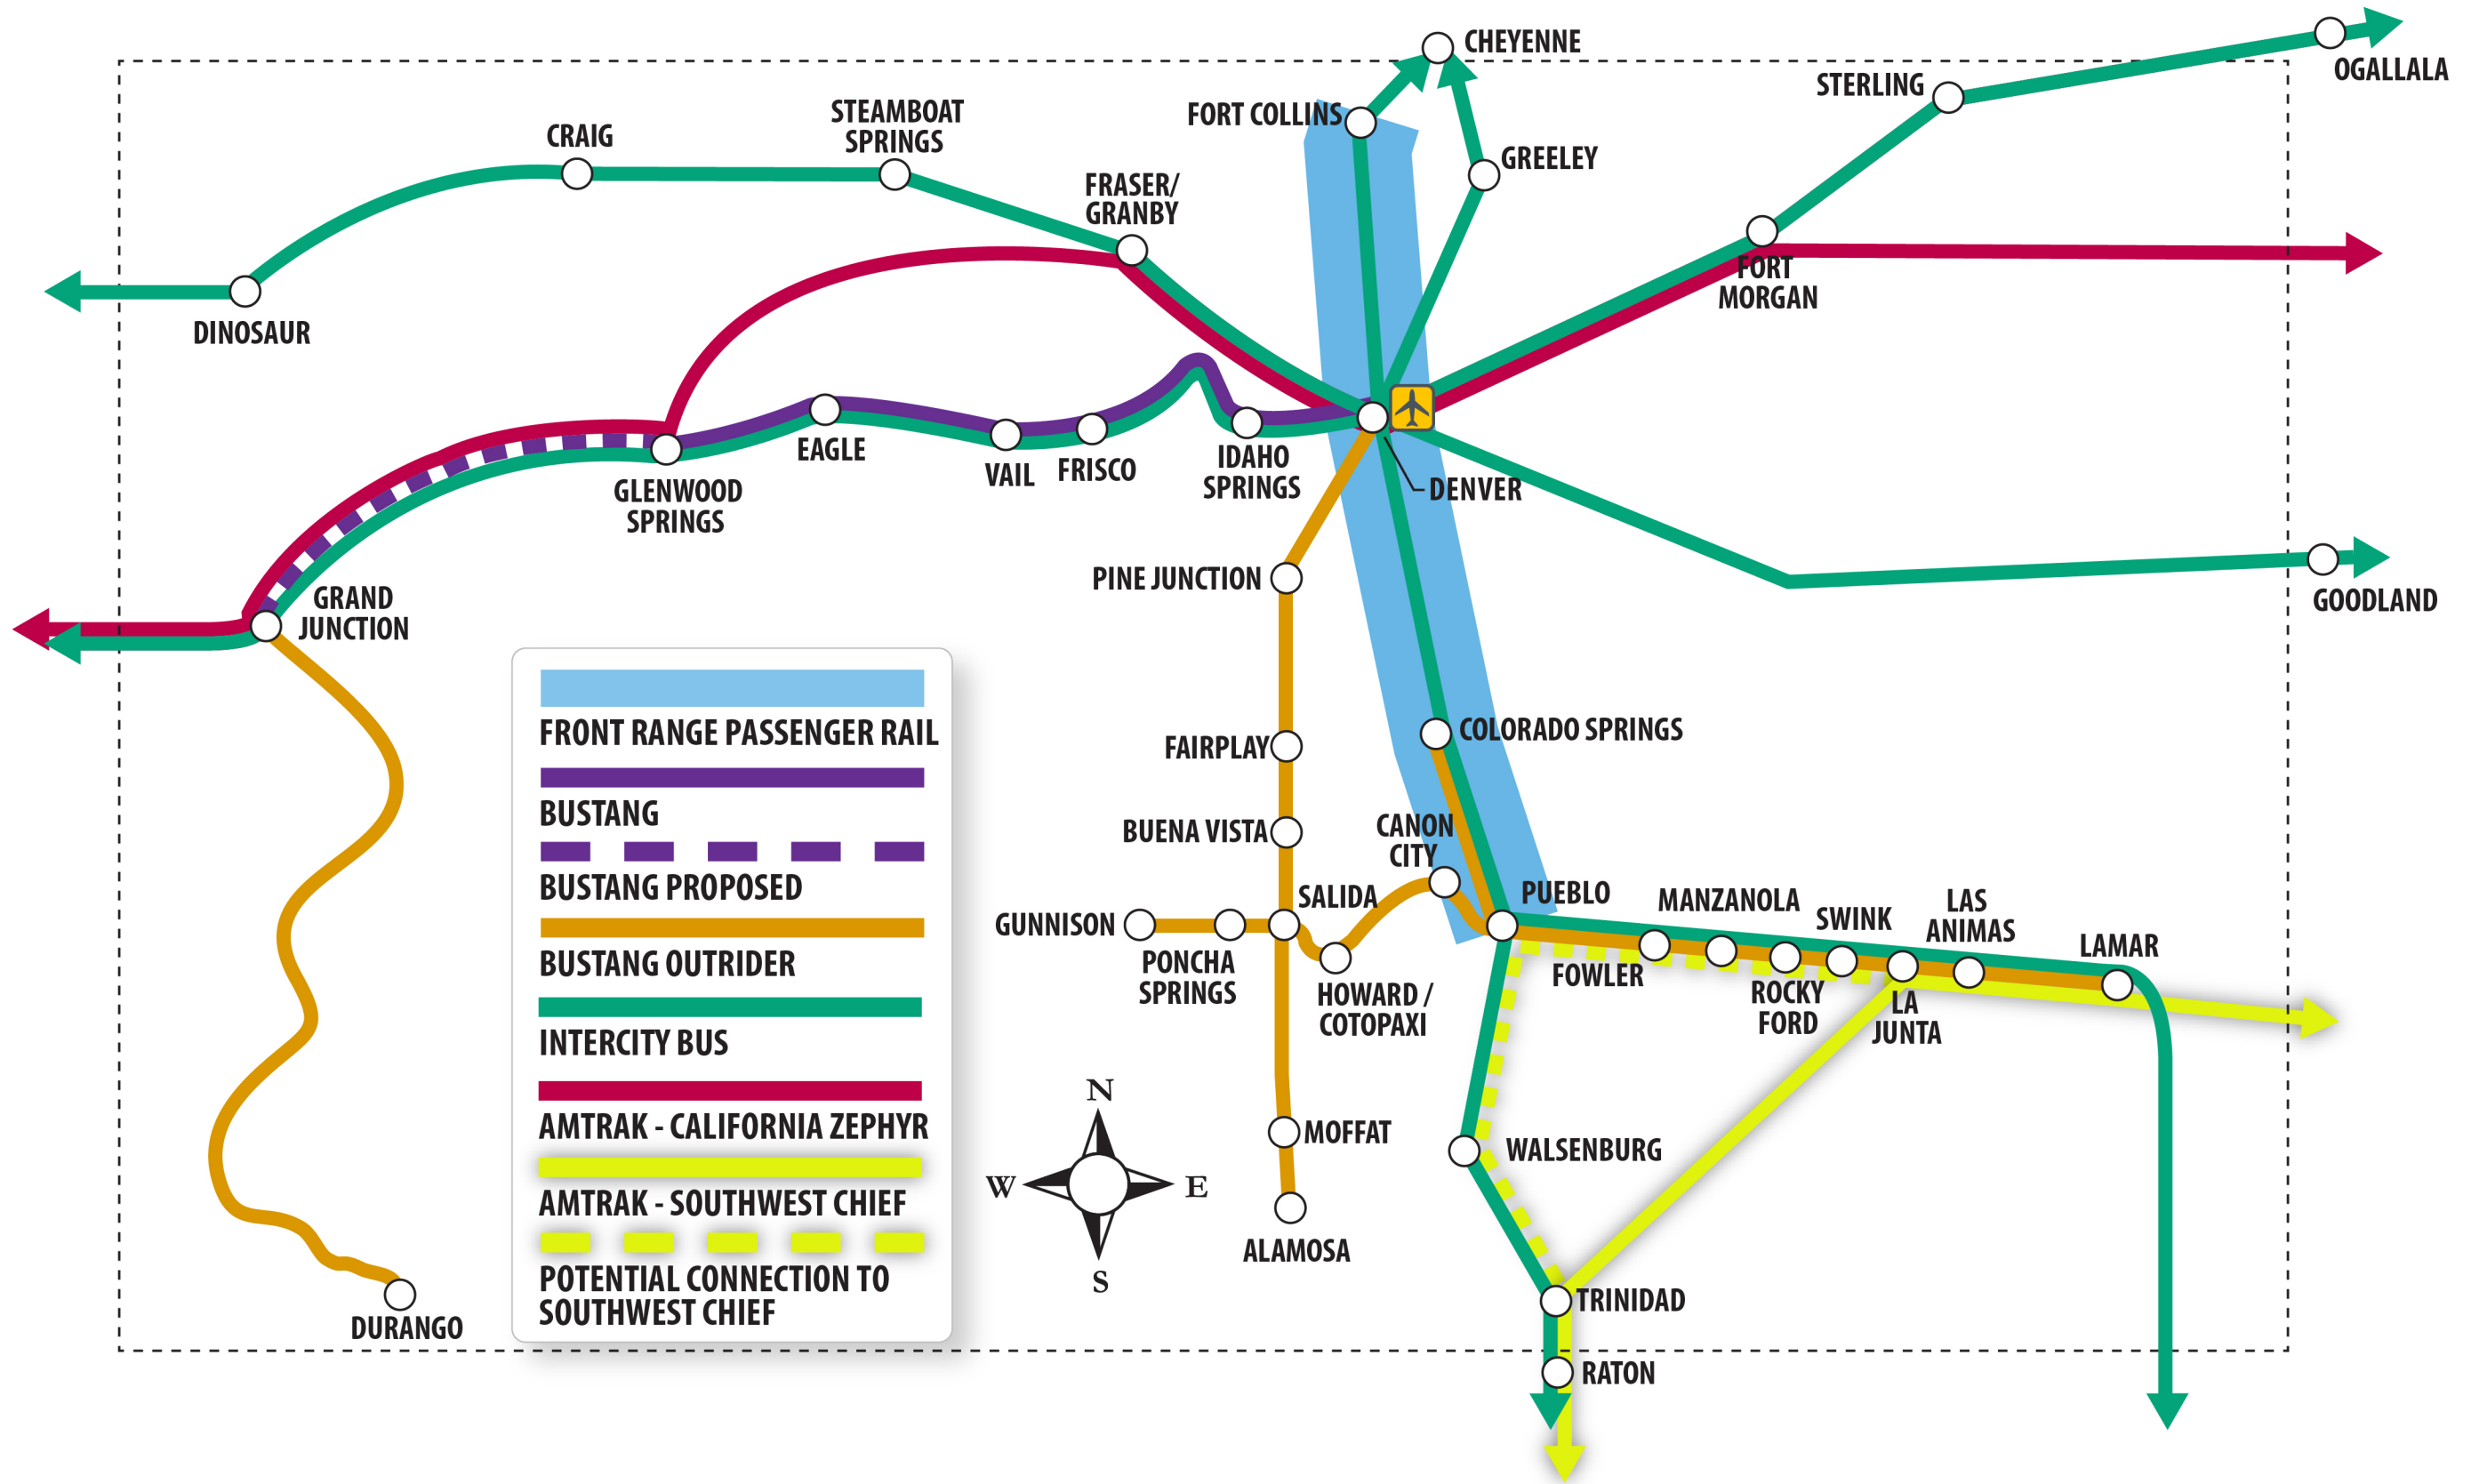 CHEYENNE
OGALLALA
STERLING
FORT COLLINS
STEAMBOAT
SPRINGS
CRAIG
GREELEY
FRASER/
GRANBY
FORT
MORGAN
DINOSAUR
EAGLE
VAIL
FRISCO
IDAHO
SPRINGS
DENVER
GLENWOOD
SPRINGS
PINE JUNCTION
GOODLAND
GRAND
JUNCTION
FRONT RANGE PASSENGER RAIL
BUSTANG
BUSTANG PROPOSED
BUSTANG OUTRIDER
INTERCITY BUS
AMTRAK - CALIFORNIA ZEPHYR
AMTRAK - SOUTHWEST CHIEF
POTENTIAL CONNECTION TO
SOUTHWEST CHIEF
FAIRPLAY
COLORADO SPRINGS
BUENA VISTA
CANON
CITY
SALIDA
GUNNISON
PONCHA
SPRINGS
HOWARD /
COTOPAXI
PUEBLO
MANZANOLA
SWINK
LAS
ANIMAS
LAMAR
FOWLER
ROCKY
FORD
LA
JUNTA
N
W
E
S
MOFFAT
WALSENBURG
ALAMOSA
TRINIDAD
DURANGO
RATON